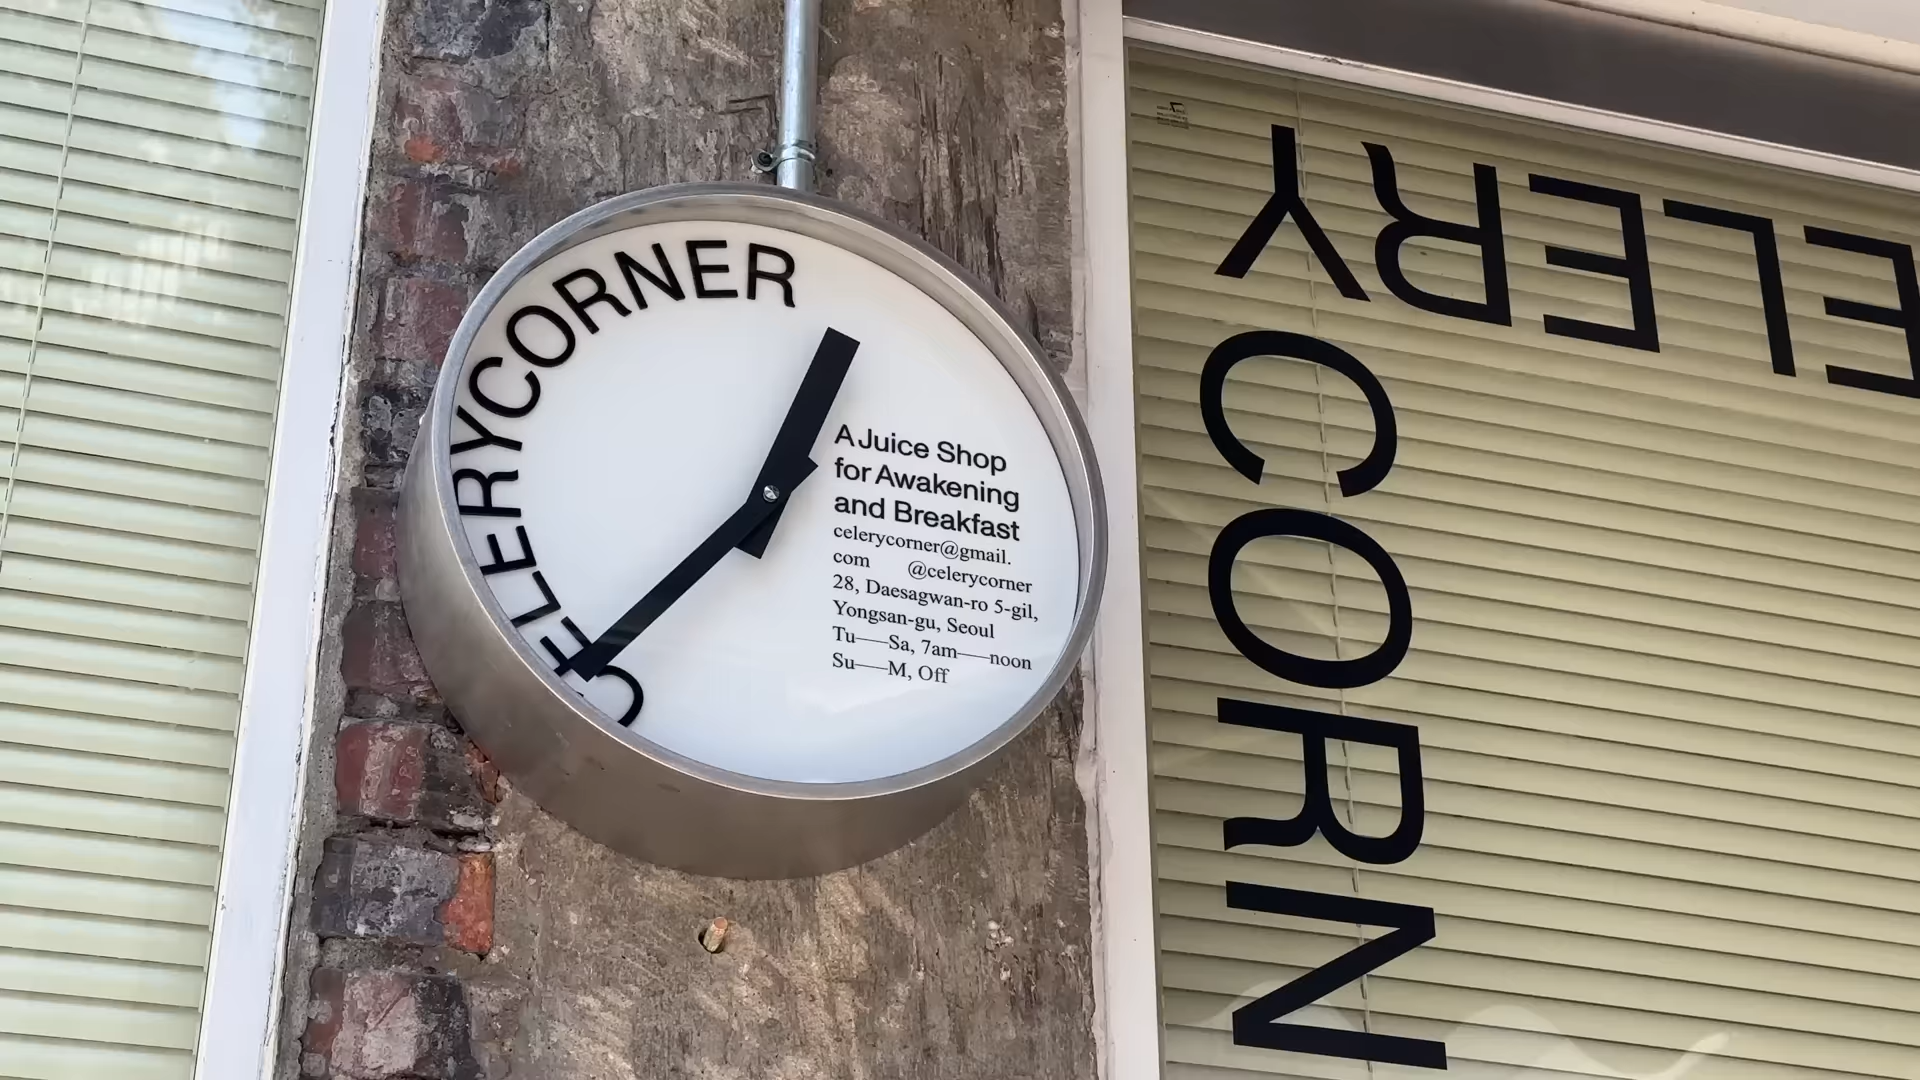 CELERYCORNER
A Juice Shop
for Awakening
and Breakfast
celerycorner@gmail.
com @celerycorner
28, Daesagwan-ro 5-gil,
Yongsan-gu, Seoul
Tu—Sa, 7am—noon
Su—M, Off
ELERY
CORN